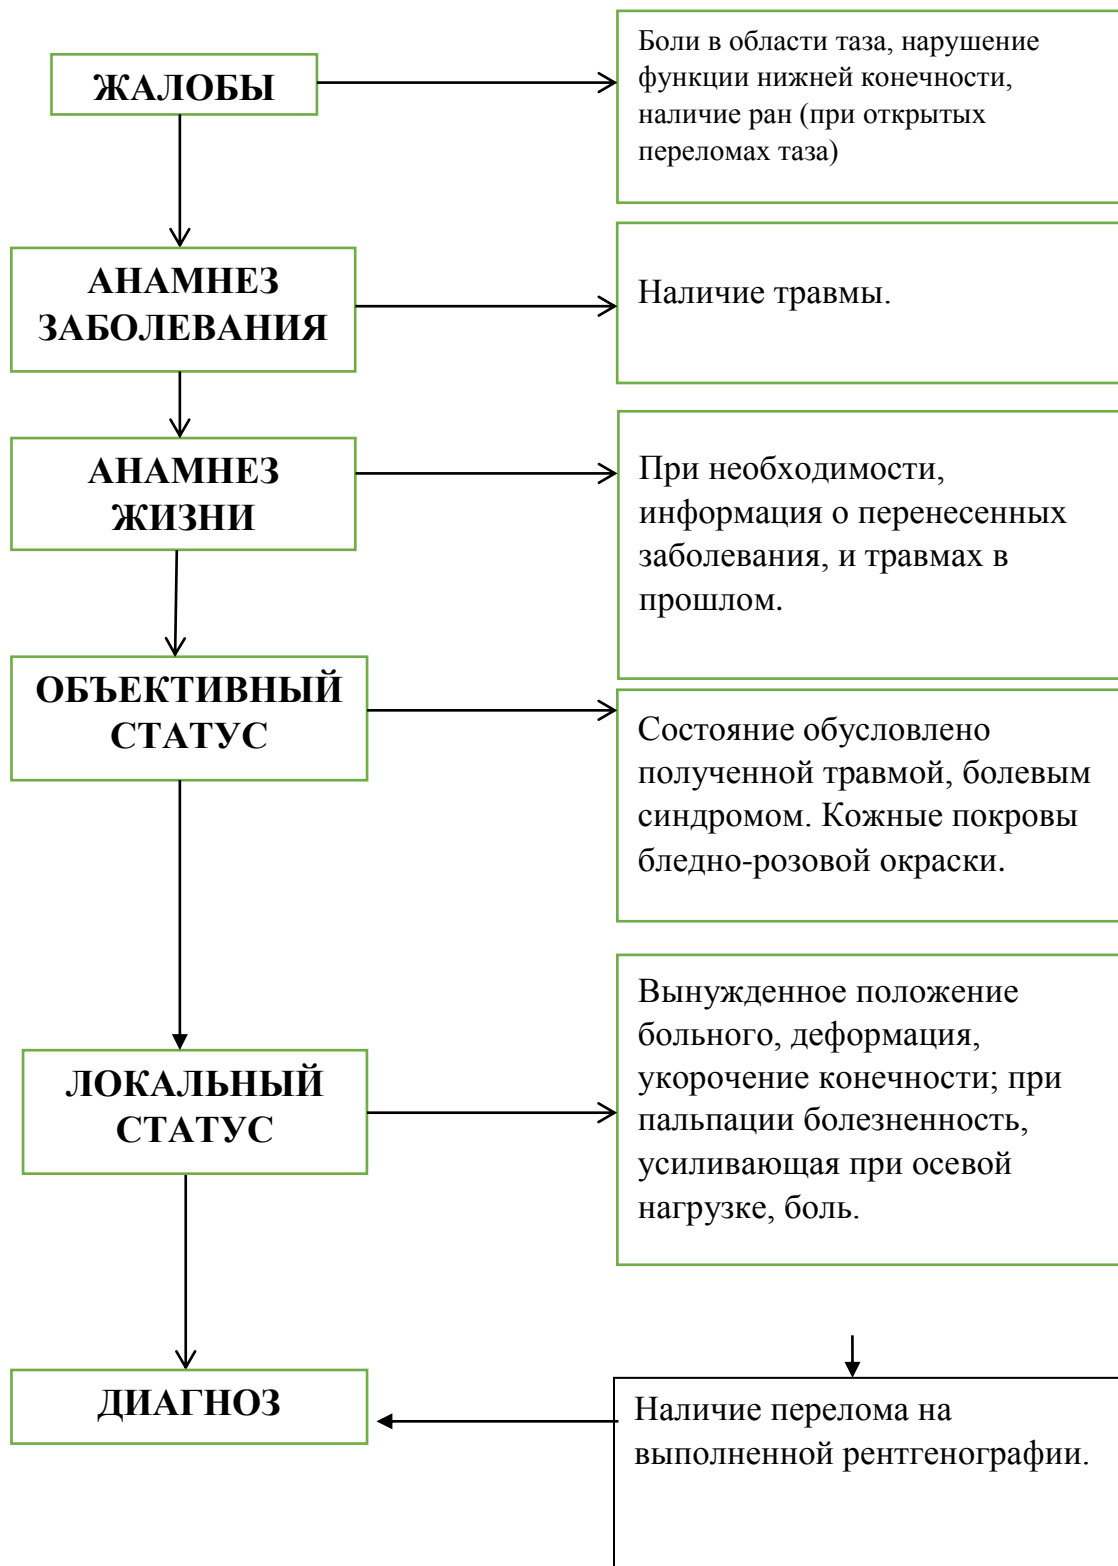 ЖАЛОБЫ
Боли в области таза, нарушение
функции нижней конечности,
наличие ран (при открытых
переломах таза)
АНАМНЕЗ
ЗАБОЛЕВАНИЯ
Наличие травмы.
АНАМНЕЗ
ЖИЗНИ
При необходимости,
информация о перенесенных
заболевания, и травмах в
прошлом.
ОБЪЕКТИВНЫЙ
СТАТУС
Состояние обусловлено
полученной травмой, болевым
синдромом. Кожные покровы
бледно-розовой окраски.
ЛОКАЛЬНЫЙ
СТАТУС
Вынужденное положение
больного, деформация,
укорочение конечности; при
пальпации болезненность,
усиливающая при осевой
нагрузке, боль.
ДИАГНОЗ
Наличие перелома на
выполненной рентгенографии.